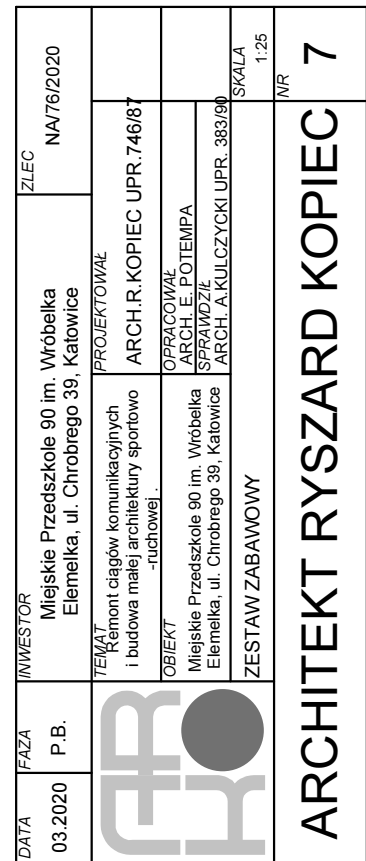 DATA
03.2020
FAZA
P.B.
INWESTOR
Miejskie Przedszkole 90 im. Wróbelka
Elemelka, ul. Chrobrego 39, Katowice
ZLEC
NA/76/2020
TEMAT
Remont ciągów komunikacyjnych
i budowa małej architektury sportowo
-ruchowej .
PROJEKTOWAŁ
ARCH.R.KOPIEC UPR.746/87
OBIEKT
Miejskie Przedszkole 90 im. Wróbelka
Elemelka, ul. Chrobrego 39, Katowice
OPRACOWAŁ
ARCH. E. POTEMPA
SPRAWDZIŁ
ARCH. A.KULCZYCKI UPR. 383/90
ZESTAW ZABAWOWY
SKALA
1:25
ARCHITEKT RYSZARD KOPIEC
NR
7